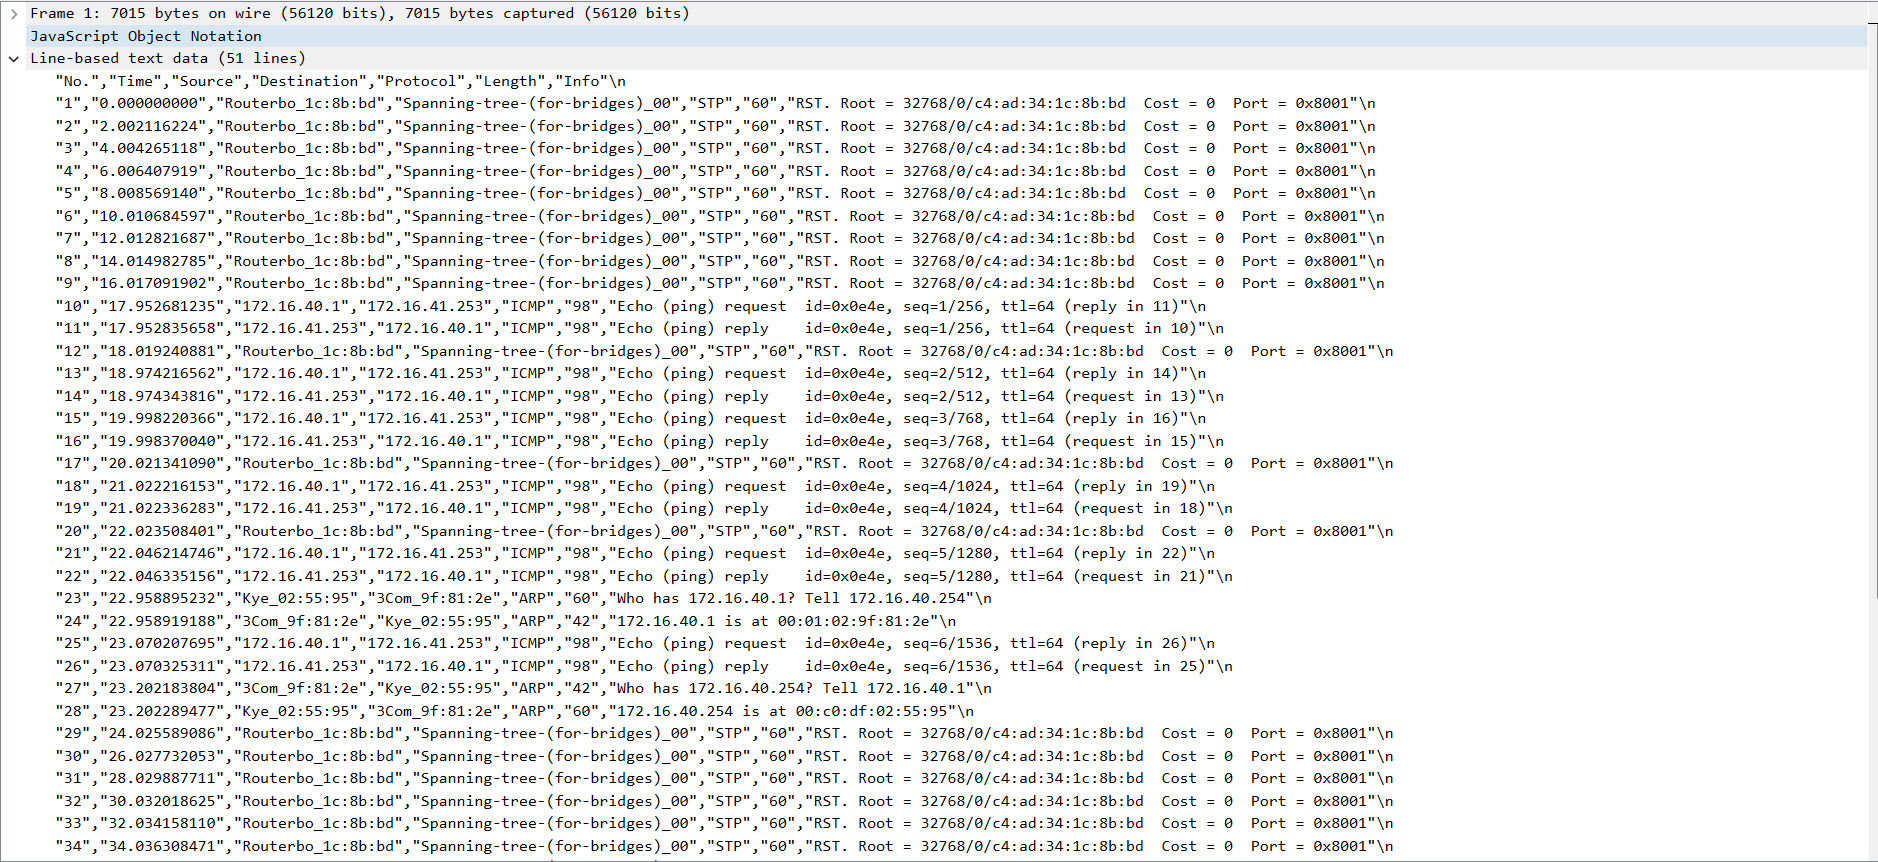 Frame 1: 7015 bytes on wire (56120 bits), 7015 bytes captured (56120 bits)
JavaScript Object Notation
Line-based text data (51 lines)
"No.","Time","Source","Destination","Protocol","Length","Info"\n
"1","0.000000000","Routerbo_1c:8b:bd","Spanning-tree-(for-bridges)_00","STP","60","RST. Root = 32768/0/c4:ad:34:1c:8b:bd  Cost = 0  Port = 0x8001"\n
"2","2.002116224","Routerbo_1c:8b:bd","Spanning-tree-(for-bridges)_00","STP","60","RST. Root = 32768/0/c4:ad:34:1c:8b:bd  Cost = 0  Port = 0x8001"\n
"3","4.004265118","Routerbo_1c:8b:bd","Spanning-tree-(for-bridges)_00","STP","60","RST. Root = 32768/0/c4:ad:34:1c:8b:bd  Cost = 0  Port = 0x8001"\n
"4","6.006407919","Routerbo_1c:8b:bd","Spanning-tree-(for-bridges)_00","STP","60","RST. Root = 32768/0/c4:ad:34:1c:8b:bd  Cost = 0  Port = 0x8001"\n
"5","8.008569140","Routerbo_1c:8b:bd","Spanning-tree-(for-bridges)_00","STP","60","RST. Root = 32768/0/c4:ad:34:1c:8b:bd  Cost = 0  Port = 0x8001"\n
"6","10.010684597","Routerbo_1c:8b:bd","Spanning-tree-(for-bridges)_00","STP","60","RST. Root = 32768/0/c4:ad:34:1c:8b:bd  Cost = 0  Port = 0x8001"\n
"7","12.012821687","Routerbo_1c:8b:bd","Spanning-tree-(for-bridges)_00","STP","60","RST. Root = 32768/0/c4:ad:34:1c:8b:bd  Cost = 0  Port = 0x8001"\n
"8","14.014982785","Routerbo_1c:8b:bd","Spanning-tree-(for-bridges)_00","STP","60","RST. Root = 32768/0/c4:ad:34:1c:8b:bd  Cost = 0  Port = 0x8001"\n
"9","16.017091902","Routerbo_1c:8b:bd","Spanning-tree-(for-bridges)_00","STP","60","RST. Root = 32768/0/c4:ad:34:1c:8b:bd  Cost = 0  Port = 0x8001"\n
"10","17.952681235","172.16.40.1","172.16.41.253","ICMP","98","Echo (ping) request  id=0x0e4e, seq=1/256, ttl=64 (reply in 11)"\n
"11","17.952835658","172.16.41.253","172.16.40.1","ICMP","98","Echo (ping) reply    id=0x0e4e, seq=1/256, ttl=64 (request in 10)"\n
"12","18.019240881","Routerbo_1c:8b:bd","Spanning-tree-(for-bridges)_00","STP","60","RST. Root = 32768/0/c4:ad:34:1c:8b:bd  Cost = 0  Port = 0x8001"\n
"13","18.974216562","172.16.40.1","172.16.41.253","ICMP","98","Echo (ping) request  id=0x0e4e, seq=2/512, ttl=64 (reply in 14)"\n
"14","18.974343816","172.16.41.253","172.16.40.1","ICMP","98","Echo (ping) reply    id=0x0e4e, seq=2/512, ttl=64 (request in 13)"\n
"15","19.998220366","172.16.40.1","172.16.41.253","ICMP","98","Echo (ping) request  id=0x0e4e, seq=3/768, ttl=64 (reply in 16)"\n
"16","19.998370040","172.16.41.253","172.16.40.1","ICMP","98","Echo (ping) reply    id=0x0e4e, seq=3/768, ttl=64 (request in 15)"\n
"17","20.021341090","Routerbo_1c:8b:bd","Spanning-tree-(for-bridges)_00","STP","60","RST. Root = 32768/0/c4:ad:34:1c:8b:bd  Cost = 0  Port = 0x8001"\n
"18","21.022216153","172.16.40.1","172.16.41.253","ICMP","98","Echo (ping) request  id=0x0e4e, seq=4/1024, ttl=64 (reply in 19)"\n
"19","21.022336283","172.16.41.253","172.16.40.1","ICMP","98","Echo (ping) reply    id=0x0e4e, seq=4/1024, ttl=64 (request in 18)"\n
"20","22.023508401","Routerbo_1c:8b:bd","Spanning-tree-(for-bridges)_00","STP","60","RST. Root = 32768/0/c4:ad:34:1c:8b:bd  Cost = 0  Port = 0x8001"\n
"21","22.046214746","172.16.40.1","172.16.41.253","ICMP","98","Echo (ping) request  id=0x0e4e, seq=5/1280, ttl=64 (reply in 22)"\n
"22","22.046335156","172.16.41.253","172.16.40.1","ICMP","98","Echo (ping) reply    id=0x0e4e, seq=5/1280, ttl=64 (request in 21)"\n
"23","22.958895232","Kye_02:55:95","3Com_9f:81:2e","ARP","60","Who has 172.16.40.1? Tell 172.16.40.254"\n
"24","22.958919188","3Com_9f:81:2e","Kye_02:55:95","ARP","42","172.16.40.1 is at 00:01:02:9f:81:2e"\n
"25","23.070207695","172.16.40.1","172.16.41.253","ICMP","98","Echo (ping) request  id=0x0e4e, seq=6/1536, ttl=64 (reply in 26)"\n
"26","23.070325311","172.16.41.253","172.16.40.1","ICMP","98","Echo (ping) reply    id=0x0e4e, seq=6/1536, ttl=64 (request in 25)"\n
"27","23.202183804","3Com_9f:81:2e","Kye_02:55:95","ARP","42","Who has 172.16.40.254? Tell 172.16.40.1"\n
"28","23.202289477","Kye_02:55:95","3Com_9f:81:2e","ARP","60","172.16.40.254 is at 00:c0:df:02:55:95"\n
"29","24.025589086","Routerbo_1c:8b:bd","Spanning-tree-(for-bridges)_00","STP","60","RST. Root = 32768/0/c4:ad:34:1c:8b:bd  Cost = 0  Port = 0x8001"\n
"30","26.027732053","Routerbo_1c:8b:bd","Spanning-tree-(for-bridges)_00","STP","60","RST. Root = 32768/0/c4:ad:34:1c:8b:bd  Cost = 0  Port = 0x8001"\n
"31","28.029887711","Routerbo_1c:8b:bd","Spanning-tree-(for-bridges)_00","STP","60","RST. Root = 32768/0/c4:ad:34:1c:8b:bd  Cost = 0  Port = 0x8001"\n
"32","30.032018625","Routerbo_1c:8b:bd","Spanning-tree-(for-bridges)_00","STP","60","RST. Root = 32768/0/c4:ad:34:1c:8b:bd  Cost = 0  Port = 0x8001"\n
"33","32.034158110","Routerbo_1c:8b:bd","Spanning-tree-(for-bridges)_00","STP","60","RST. Root = 32768/0/c4:ad:34:1c:8b:bd  Cost = 0  Port = 0x8001"\n
"34","34.036308471","Routerbo_1c:8b:bd","Spanning-tree-(for-bridges)_00","STP","60","RST. Root = 32768/0/c4:ad:34:1c:8b:bd  Cost = 0  Port = 0x8001"\n